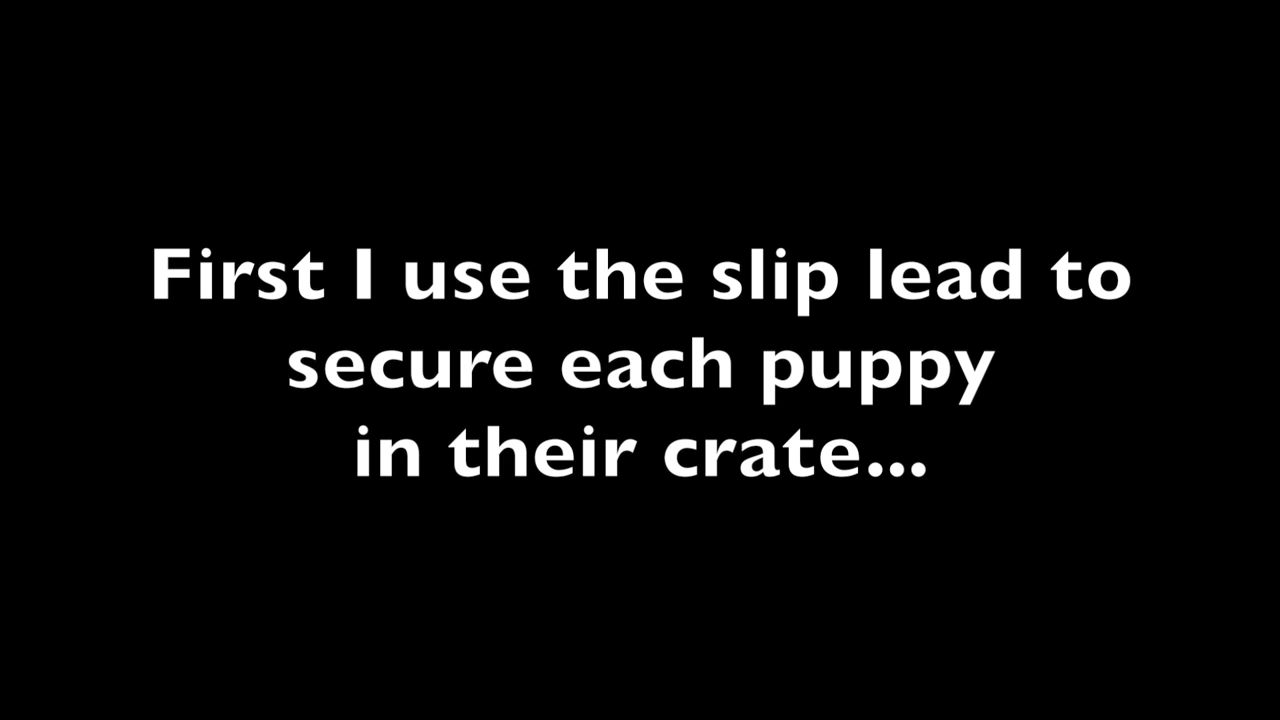 First I use the slip lead to
secure each puppy
in their crate...